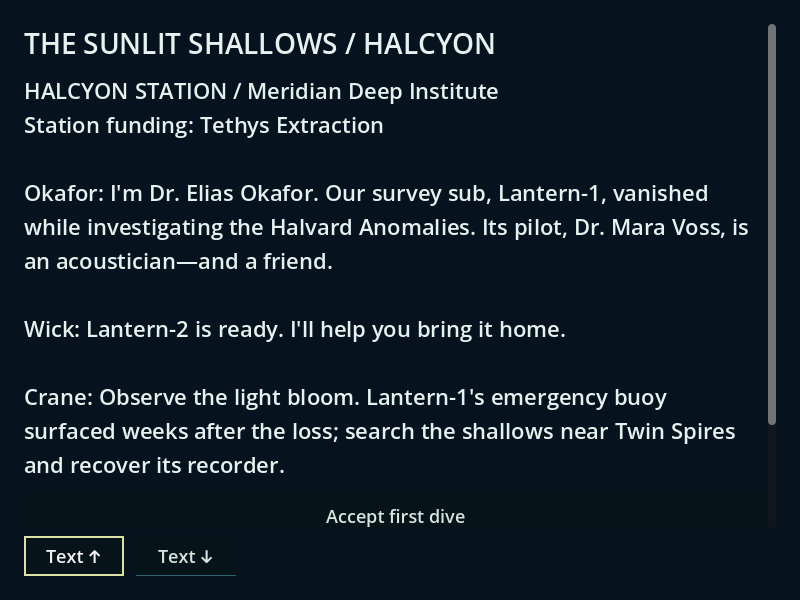 THE SUNLIT SHALLOWS / HALCYON
HALCYON STATION / Meridian Deep Institute
Station funding: Tethys Extraction
Okafor: I'm Dr. Elias Okafor. Our survey sub, Lantern-1, vanished
while investigating the Halvard Anomalies. Its pilot, Dr. Mara Voss, is
an acoustician—and a friend.
Wick: Lantern-2 is ready. I'll help you bring it home.
Crane: Observe the light bloom. Lantern-1's emergency buoy
surfaced weeks after the loss; search the shallows near Twin Spires
and recover its recorder.
Accept first dive
Text ↑ Text ↓